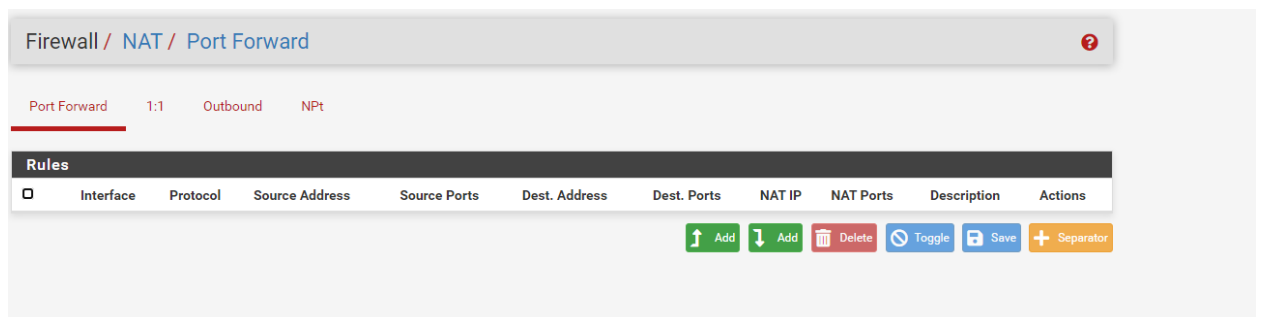 Firewall / NAT / Port Forward
Port Forward 1:1 Outbound NPt
Rules
Interface Protocol Source Address Source Ports Dest. Address Dest. Ports NAT IP NAT Ports Description Actions
Add Add Delete Toggle Save Separator